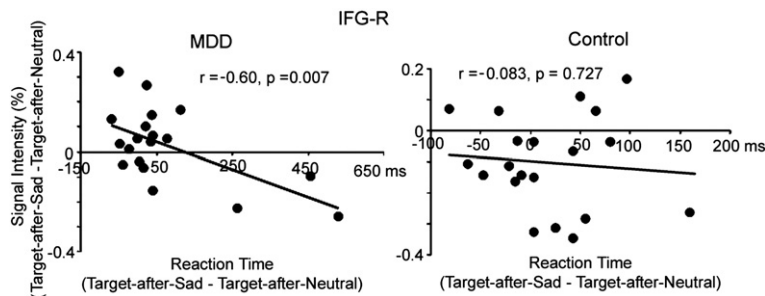 IFG-R
MDD
Control
r=-0.60, p=0.007
r=-0.083, p = 0.727
Signal Intensity (%)
(Target-after-Sad -Target-after-Neutral)
0.4
0
-0.4
-150 -50 50 250 450 650 ms
0.2
0
-0.2
-0.4
-100 -50 0 50 100 150 200 ms
Reaction Time
(Target-after-Sad - Target-after-Neutral)
Reaction Time
(Target-after-Sad - Target-after-Neutral)